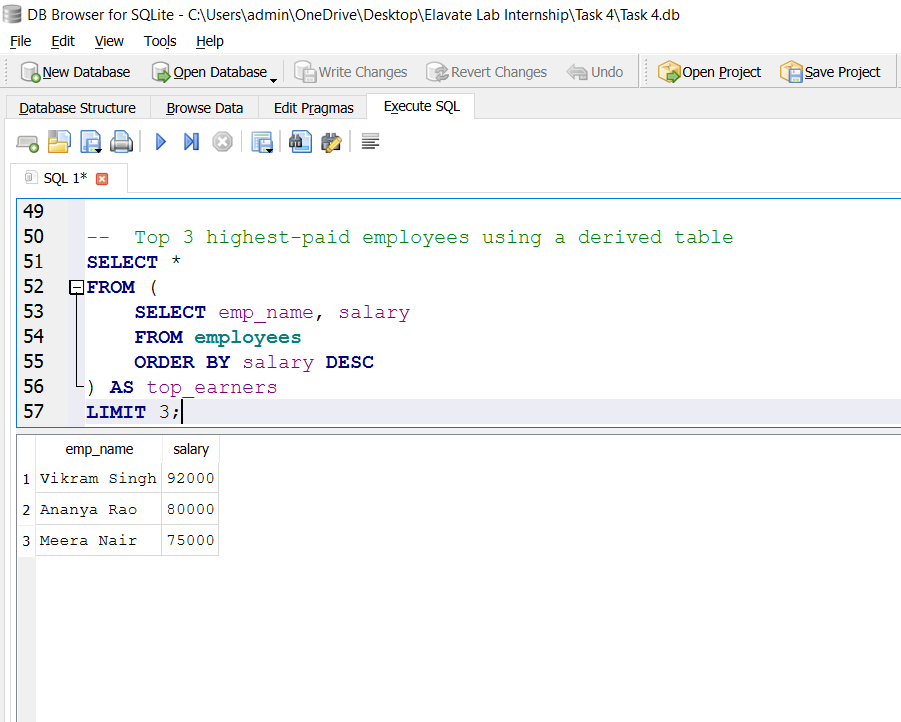 DB Browser for SQLite - C:\Users\admin\OneDrive\Desktop\Elavate Lab Internship\Task 4\Task 4.db
File Edit View Tools Help
New Database Open Database Write Changes Revert Changes Undo Open Project Save Project
Database Structure Browse Data Edit Pragmas Execute SQL
SQL 1*
49
50 -- Top 3 highest-paid employees using a derived table
51 SELECT *
52 FROM (
53 SELECT emp_name, salary
54 FROM employees
55 ORDER BY salary DESC
56 ) AS top_earners
57 LIMIT 3;
emp_name salary
1 Vikram Singh 92000
2 Ananya Rao 80000
3 Meera Nair 75000